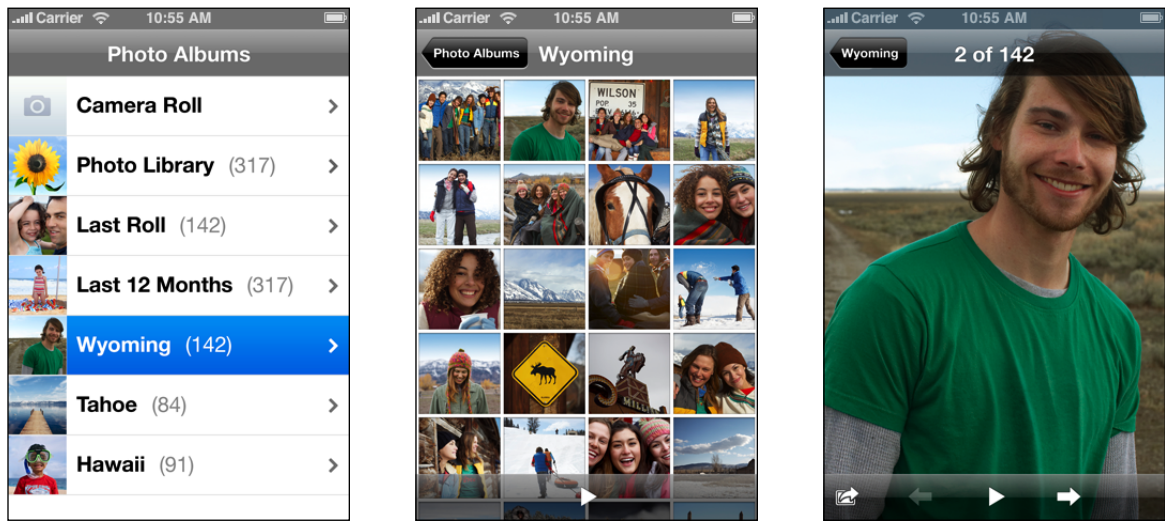 Carrier 10:55 AM
Photo Albums
Camera Roll
Photo Library (317)
Last Roll (142)
Last 12 Months (317)
Wyoming (142)
Tahoe (84)
Hawaii (91)
Carrier 10:55 AM
Photo Albums Wyoming
WILSON
POP. 35
Carrier 10:55 AM
Wyoming 2 of 142